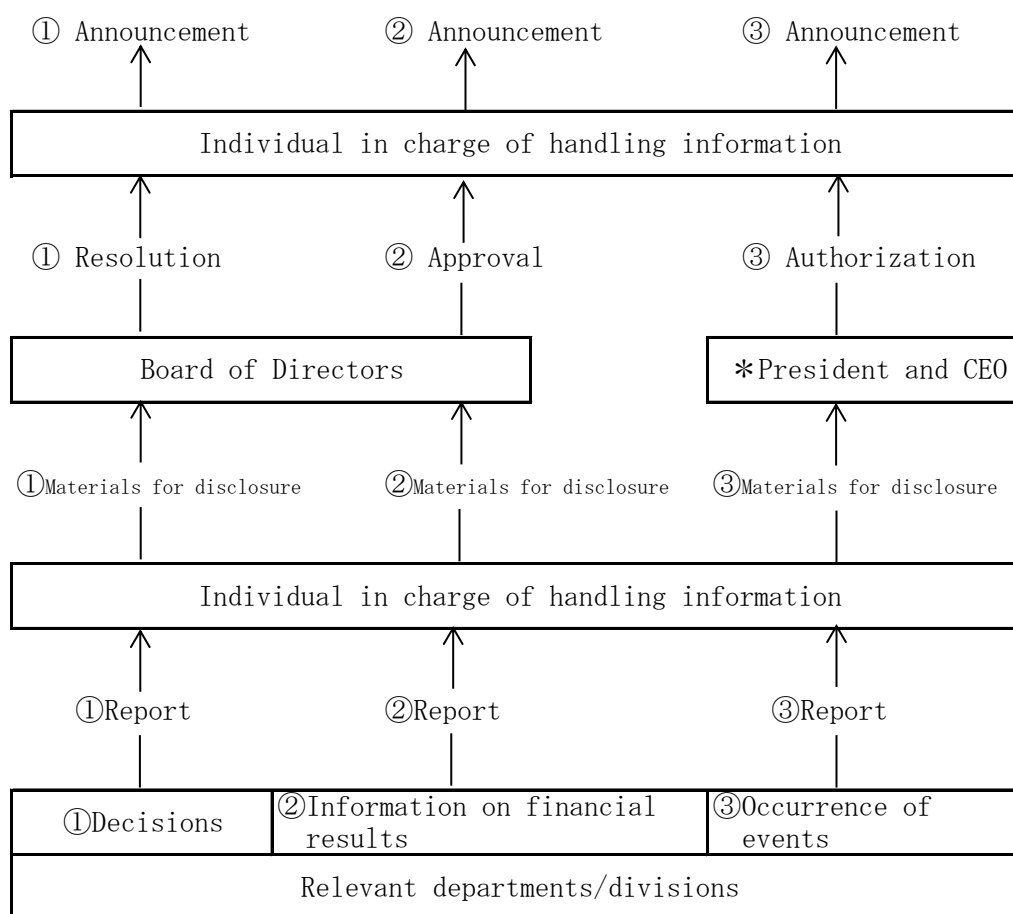 ① Announcement ② Announcement ③ Announcement
Individual in charge of handling information
① Resolution ② Approval ③ Authorization
Board of Directors ＊President and CEO
①Materials for disclosure ②Materials for disclosure ③Materials for disclosure
Individual in charge of handling information
①Report ②Report ③Report
①Decisions
②Information on financial
results
③Occurrence of
events
Relevant departments/divisions